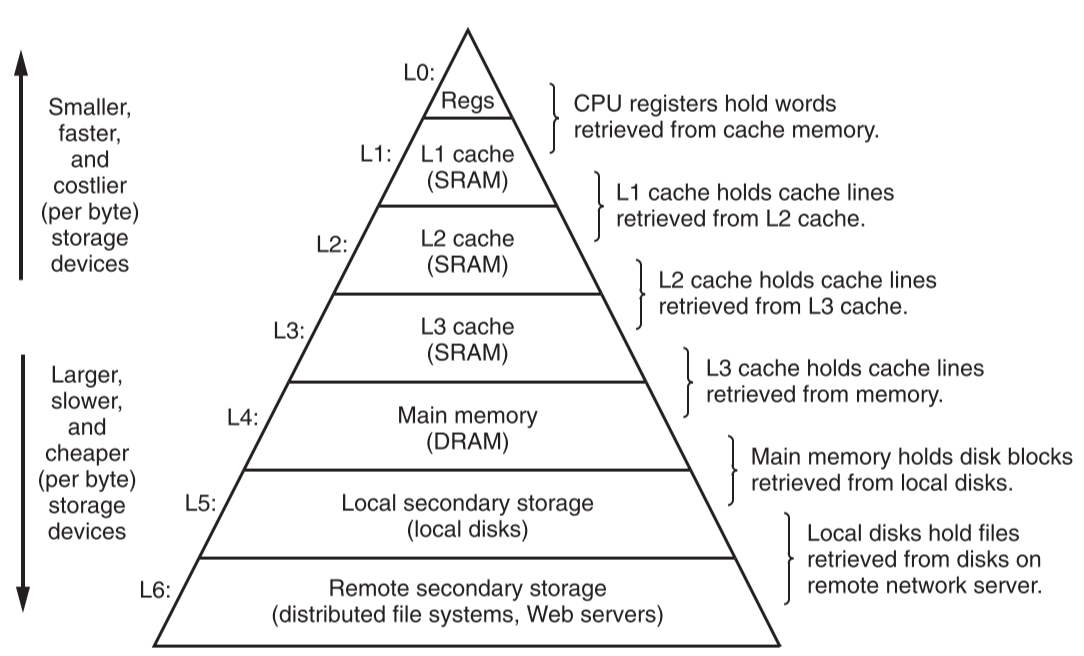 Smaller,
faster,
and
costlier
(per byte)
storage
devices
Larger,
slower,
and
cheaper
(per byte)
storage
devices
L0:
Regs
CPU registers hold words
retrieved from cache memory.
L1:
L1 cache
(SRAM)
L1 cache holds cache lines
retrieved from L2 cache.
L2:
L2 cache
(SRAM)
L2 cache holds cache lines
retrieved from L3 cache.
L3:
L3 cache
(SRAM)
L3 cache holds cache lines
retrieved from memory.
L4:
Main memory
(DRAM)
Main memory holds disk blocks
retrieved from local disks.
L5:
Local secondary storage
(local disks)
Local disks hold files
retrieved from disks on
remote network server.
L6:
Remote secondary storage
(distributed file systems, Web servers)